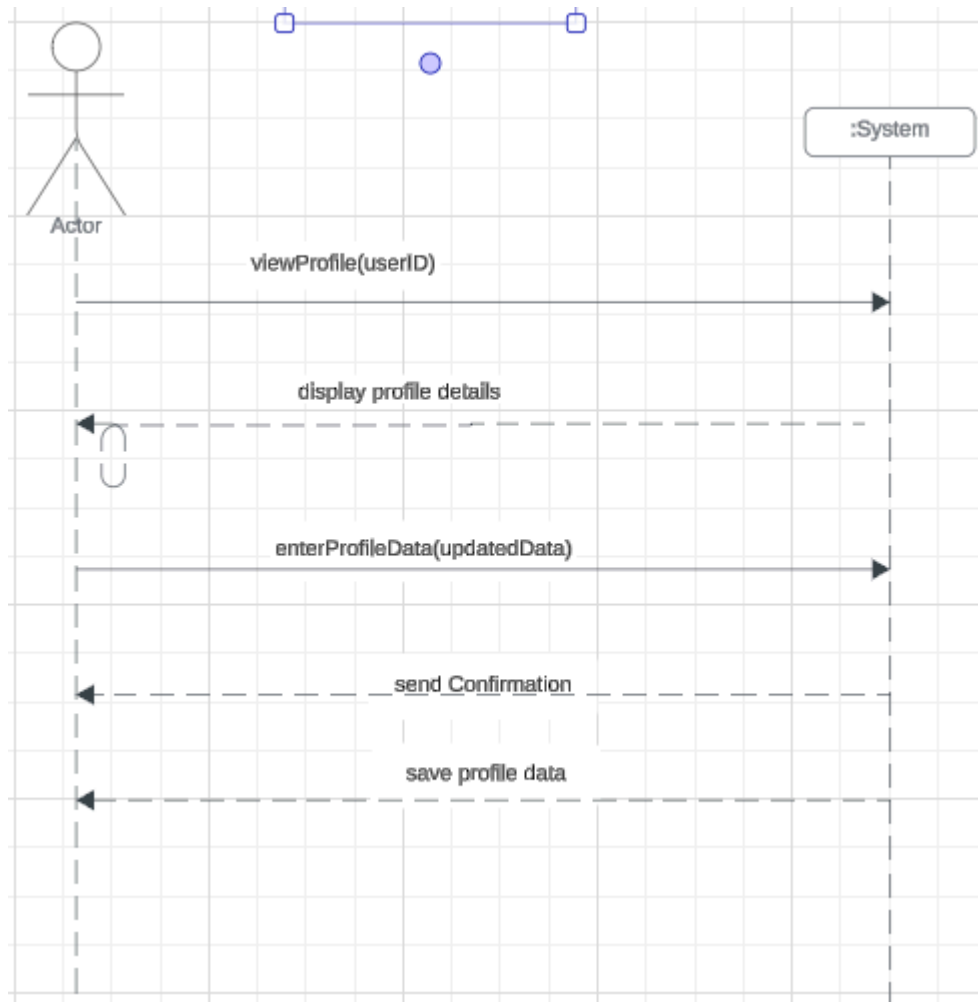 :System
Actor
viewProfile(userID)
display profile details
enterProfileData(updatedData)
send Confirmation
save profile data